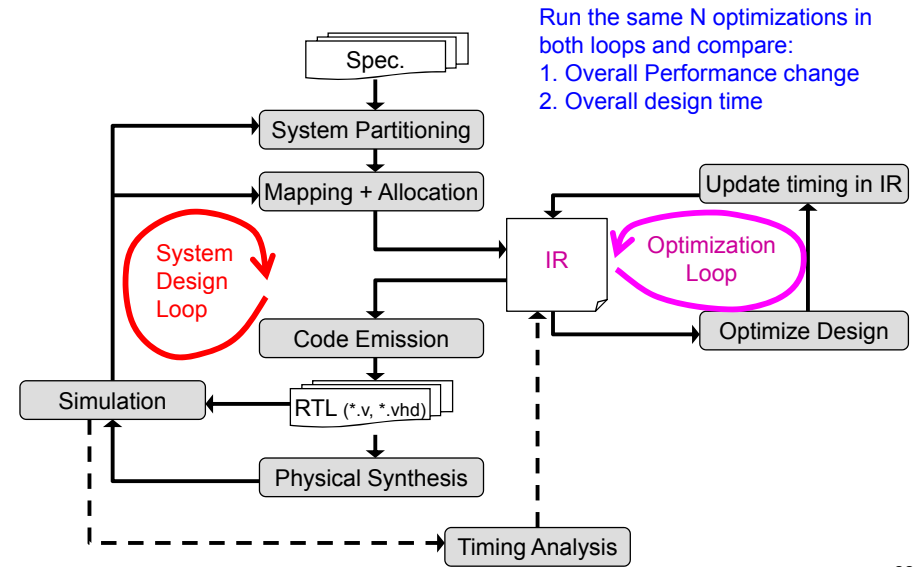 Run the same N optimizations in
both loops and compare:
1. Overall Performance change
2. Overall design time
Spec.
System Partitioning
Mapping + Allocation
Update timing in IR
System
Design
Loop
IR
Optimization
Loop
Code Emission
Optimize Design
Simulation
RTL (*.v, *.vhd)
Physical Synthesis
Timing Analysis